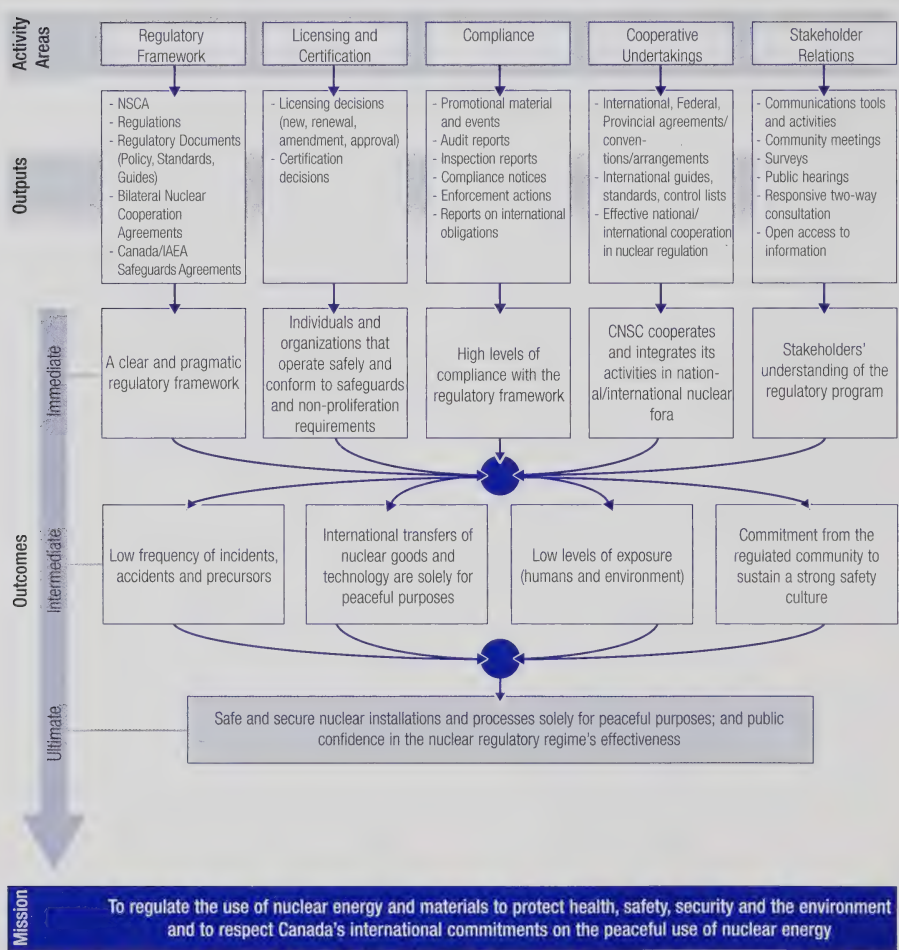 Activity
Areas
Regulatory
Framework
Licensing and
Certification
Compliance
Cooperative
Undertakings
Stakeholder
Relations
Outputs
- NSCA
- Regulations
- Regulatory Documents
(Policy, Standards,
Guides)
- Bilateral Nuclear
Cooperation
Agreements
- Canada/IAEA
Safeguards Agreements
- Licensing decisions
(new, renewal,
amendment, approval)
- Certification
decisions
- Promotional material
and events
- Audit reports
- Inspection reports
- Compliance notices
- Enforcement actions
- Reports on international
obligations
- International, Federal,
Provincial agreements/
conven-
tions/arrangements
- International guides,
standards, control lists
- Effective national/
international cooperation
in nuclear regulation
- Communications tools
and activities
- Community meetings
- Surveys
- Public hearings
- Responsive two-way
consultation
- Open access to
information
Outcomes
Immediate
A clear and pragmatic
regulatory framework
Individuals and
organizations that
operate safely and
conform to safeguards
and non-proliferation
requirements
High levels of
compliance with the
regulatory framework
CNSC cooperates
and integrates its
activities in nation-
al/international nuclear
fora
Stakeholders'
understanding of the
regulatory program
Intermediate
Low frequency of incidents,
accidents and precursors
International transfers of
nuclear goods and
technology are solely for
peaceful purposes
Low levels of exposure
(humans and environment)
Commitment from the
regulated community to
sustain a strong safety
culture
Ultimate
Safe and secure nuclear installations and processes solely for peaceful purposes; and public
confidence in the nuclear regulatory regime's effectiveness
Mission
To regulate the use of nuclear energy and materials to protect health, safety, security and the environment
and to respect Canada's international commitments on the peaceful use of nuclear energy